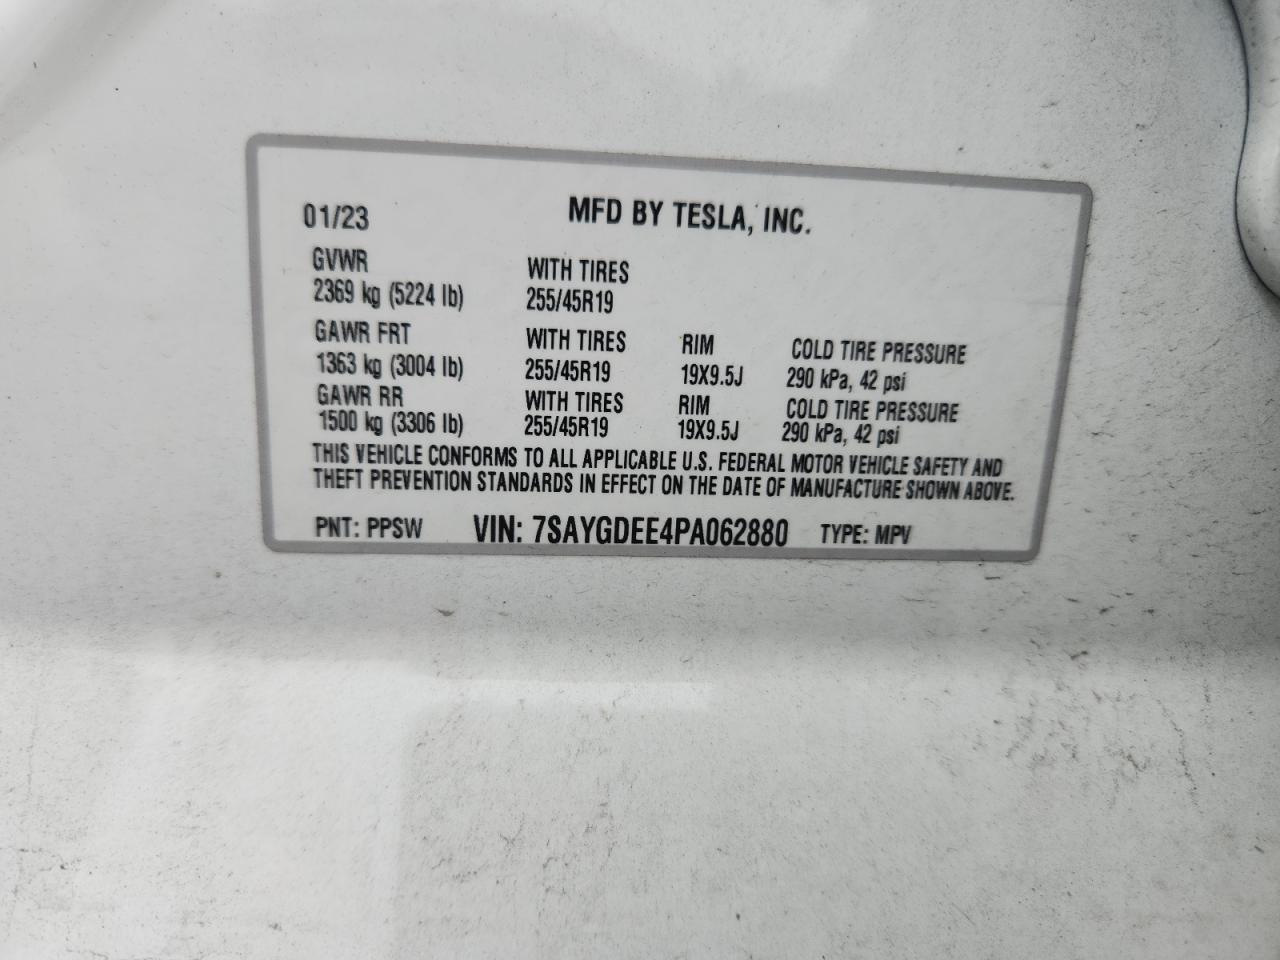 01/23 MFD BY TESLA, INC.
GVWR WITH TIRES
2369 kg (5224 lb) 255/45R19
GAWR FRT WITH TIRES RIM COLD TIRE PRESSURE
1363 kg (3004 lb) 255/45R19 19X9.5J 290 kPa, 42 psi
GAWR RR WITH TIRES RIM COLD TIRE PRESSURE
1500 kg (3306 lb) 255/45R19 19X9.5J 290 kPa, 42 psi
THIS VEHICLE CONFORMS TO ALL APPLICABLE U.S. FEDERAL MOTOR VEHICLE SAFETY AND
THEFT PREVENTION STANDARDS IN EFFECT ON THE DATE OF MANUFACTURE SHOWN ABOVE.
PNT: PPSW VIN: 7SAYGDEE4PA062880 TYPE: MPV